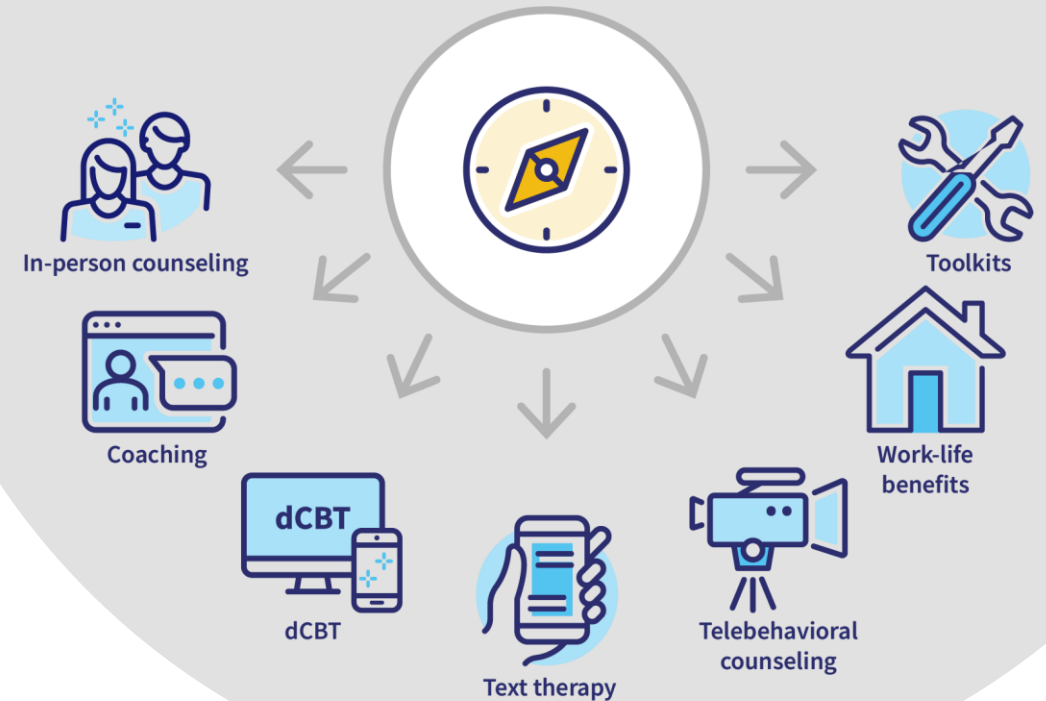 In-person counseling
Toolkits
Coaching
Work-life
benefits
dCBT
dCBT
Text therapy
Telebehavioral
counseling